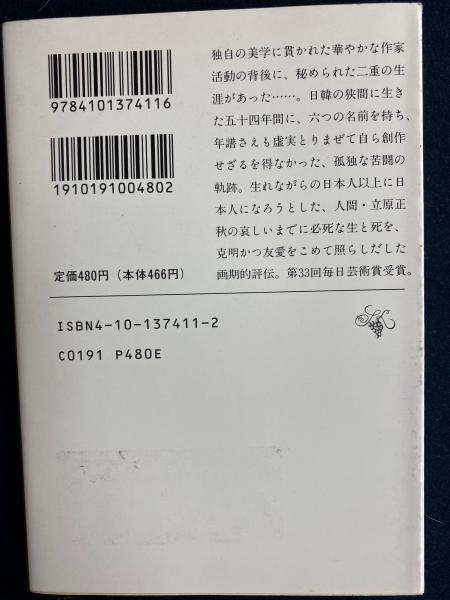 独自の美学に貫かれた華やかな作家
活動の背後に、秘められた二重の生
涯があった……。日韓の狭間に生き
た五十四年間に、六つの名前を持ち、
年譜さえも虚実とりまぜて自ら創作
せざるを得なかった、孤独な苦闘の
軌跡。生れながらの日本人以上に日
本人になろうとした、人間・立原正
秋の哀しいまでに必死な生と死を、
克明かつ友愛をこめて照らしだした
画期的評伝。第33回毎日芸術賞受賞。
9784101374116
1910191004802
定価480円（本体466円）
ISBN4-10-137411-2
C0191 P480E